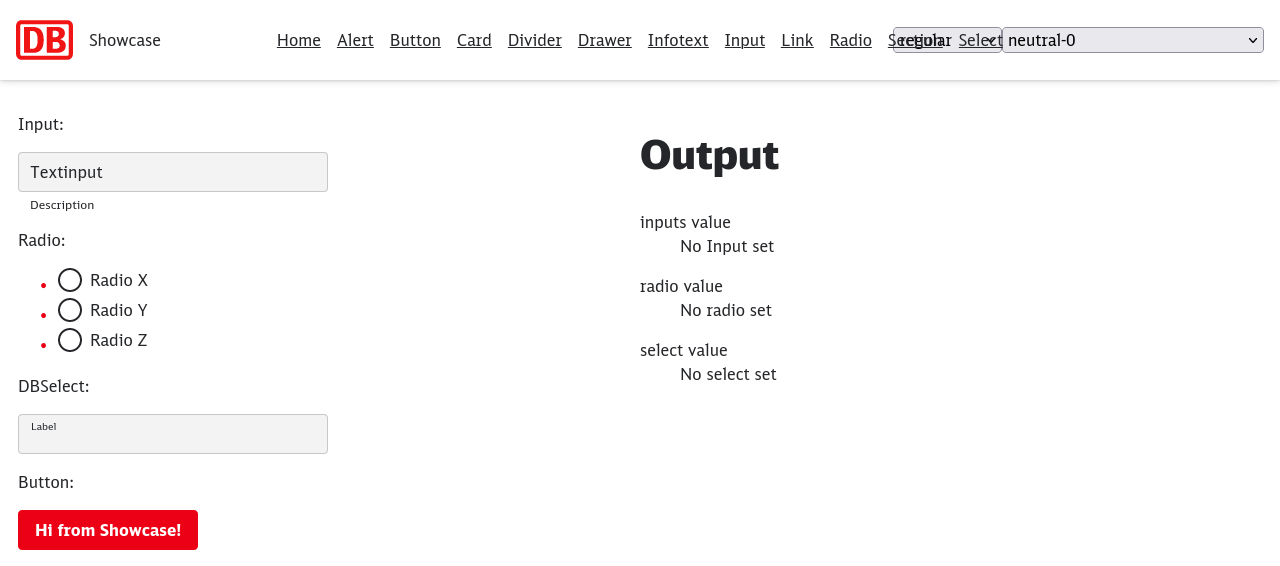 DB Showcase Home Alert Button Card Divider Drawer Infotext Input Link Radio Section Select regular neutral-0
Input:
Textinput
Description
Radio:
Radio X
Radio Y
Radio Z
DBSelect:
Label
Button:
Hi from Showcase!
Output
inputs value
No Input set
radio value
No radio set
select value
No select set